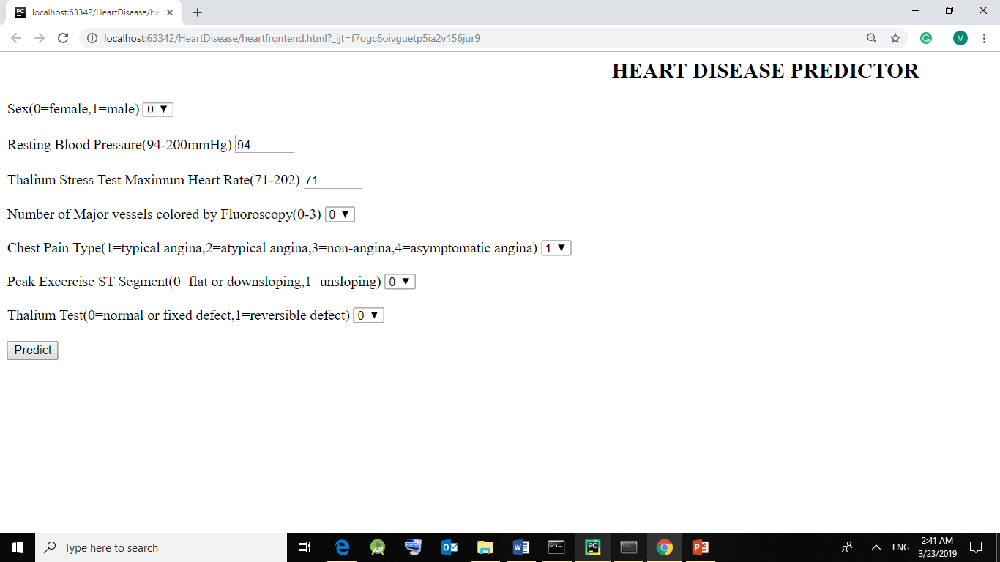 localhost:63342/HeartDisease/he
localhost:63342/HeartDisease/heartfrontend.html?_ijt=f7ogc6oivguetp5ia2v156jur9
M
HEART DISEASE PREDICTOR
Sex(0=female,1=male) 0
Resting Blood Pressure(94-200mmHg) 94
Thalium Stress Test Maximum Heart Rate(71-202) 71
Number of Major vessels colored by Fluoroscopy(0-3) 0
Chest Pain Type(1=typical angina,2=atypical angina,3=non-angina,4=asymptomatic angina) 1
Peak Excercise ST Segment(0=flat or downsloping,1=unsloping) 0
Thalium Test(0=normal or fixed defect,1=reversible defect) 0
Predict
Type here to search
ENG
2:41 AM
3/23/2019